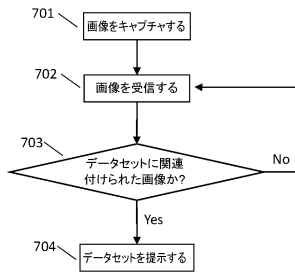 701
画像をキャプチャする
702
画像を受信する
703
データセットに関連
付けられた画像か?
No
Yes
704
データセットを提示する